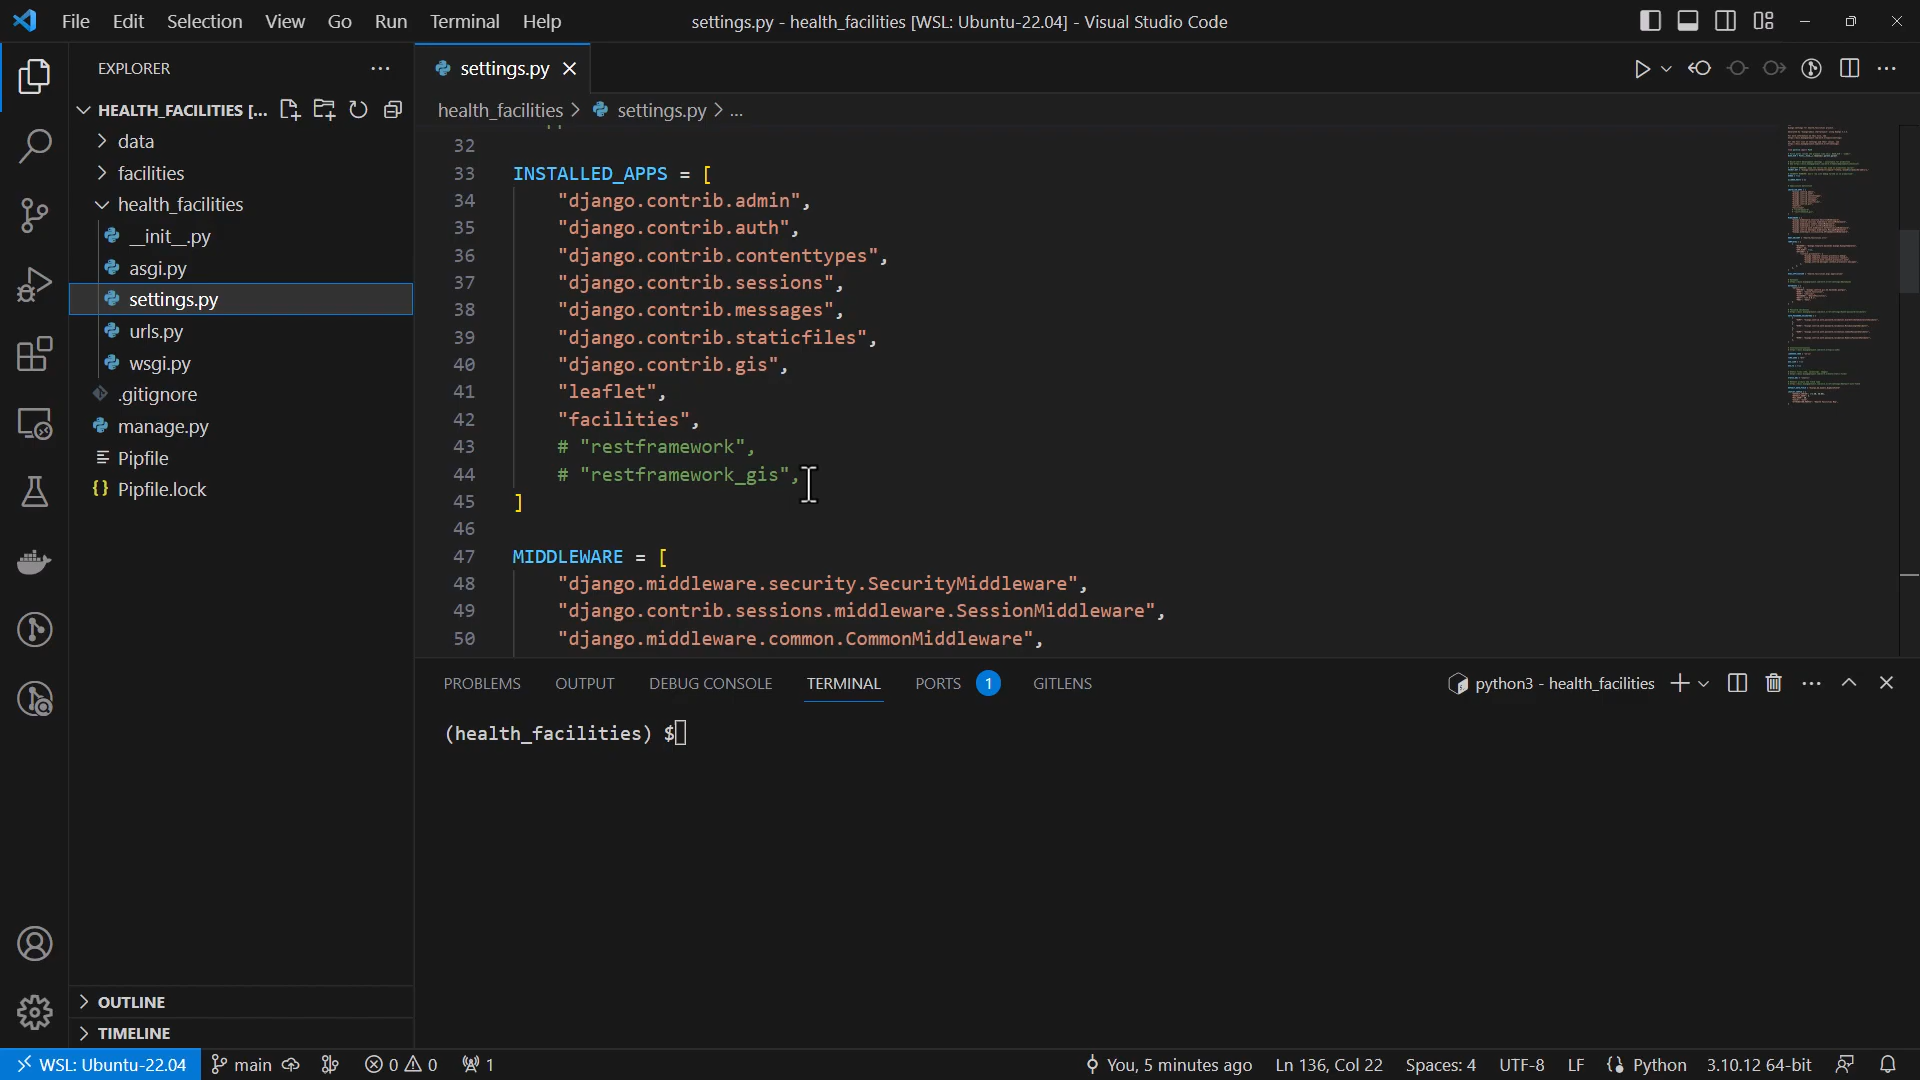 File Edit Selection View Go Run Terminal Help
settings.py - health_facilities [WSL: Ubuntu-22.04] - Visual Studio Code
EXPLORER
HEALTH_FACILITIES [...
data
facilities
health_facilities
__init__.py
asgi.py
settings.py
urls.py
wsgi.py
.gitignore
manage.py
Pipfile
{} Pipfile.lock
OUTLINE
TIMELINE
settings.py
health_facilities > settings.py > ...
32
33 INSTALLED_APPS = [
34 "django.contrib.admin",
35 "django.contrib.auth",
36 "django.contrib.contenttypes",
37 "django.contrib.sessions",
38 "django.contrib.messages",
39 "django.contrib.staticfiles",
40 "django.contrib.gis",
41 "leaflet",
42 "facilities",
43 # "restframework",
44 # "restframework_gis",
45 ]
46
47 MIDDLEWARE = [
48 "django.middleware.security.SecurityMiddleware",
49 "django.contrib.sessions.middleware.SessionMiddleware",
50 "django.middleware.common.CommonMiddleware",
PROBLEMS OUTPUT DEBUG CONSOLE TERMINAL PORTS 1 GITLENS
python3 - health_facilities
(health_facilities) $
WSL: Ubuntu-22.04 main 0 0 1
You, 5 minutes ago Ln 136, Col 22 Spaces: 4 UTF-8 LF {} Python 3.10.12 64-bit